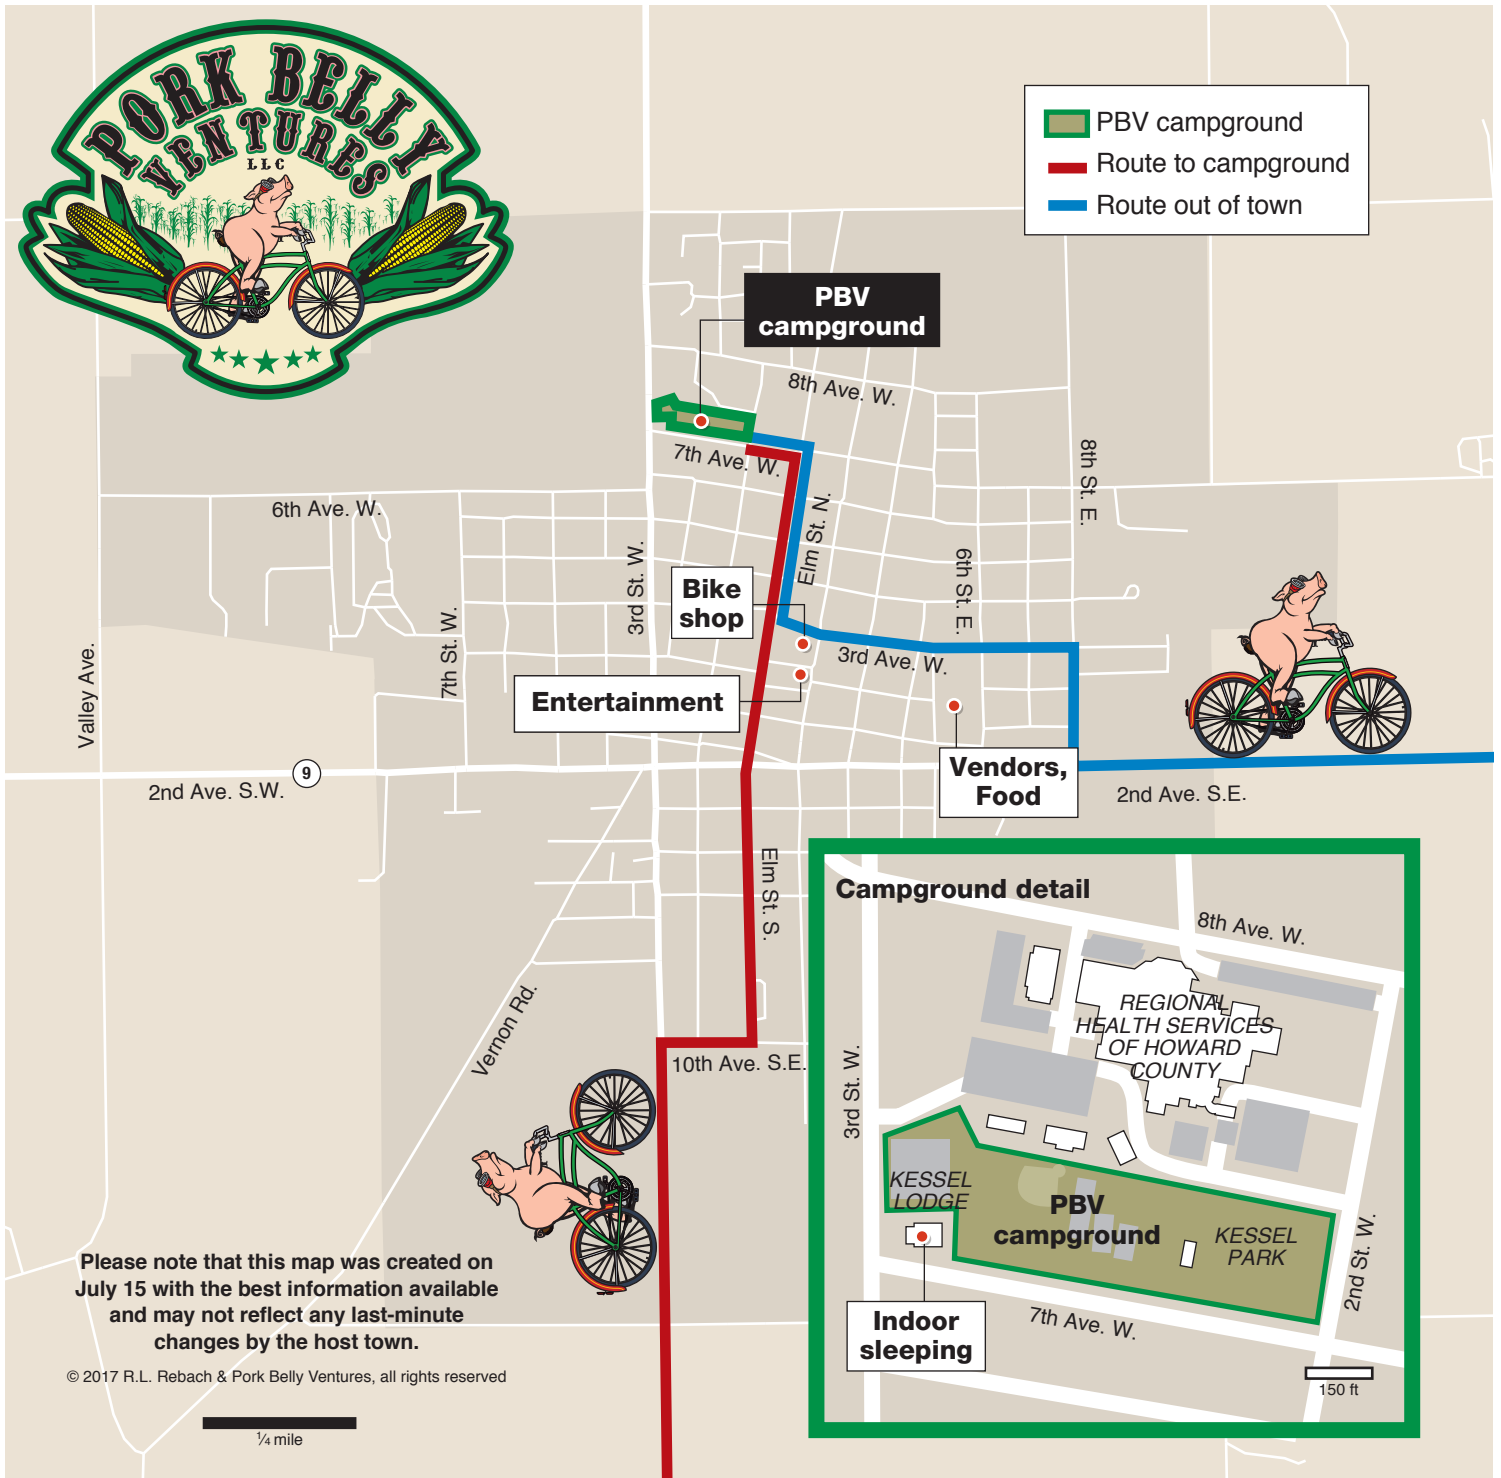 PORK BELLY
VENTURES
LLC
PBV campground
Route to campground
Route out of town
PBV
campground
8th Ave. W.
7th Ave. W.
6th Ave. W.
8th St. E.
Elm St. N.
3rd St. W.
6th St. E.
Bike
shop
7th St. W.
3rd Ave. W.
Valley Ave.
Entertainment
9
2nd Ave. S.W.
Vendors,
Food
2nd Ave. S.E.
Elm St. S.
Vernon Rd.
10th Ave. S.E.
Campground detail
8th Ave. W.
REGIONAL
HEALTH SERVICES
OF HOWARD
COUNTY
3rd St. W.
KESSEL
LODGE
PBV
campground
KESSEL
PARK
2nd St. W.
Indoor
sleeping
7th Ave. W.
150 ft
Please note that this map was created on
July 15 with the best information available
and may not reflect any last-minute
changes by the host town.
© 2017 R.L. Rebach & Pork Belly Ventures, all rights reserved
¼ mile